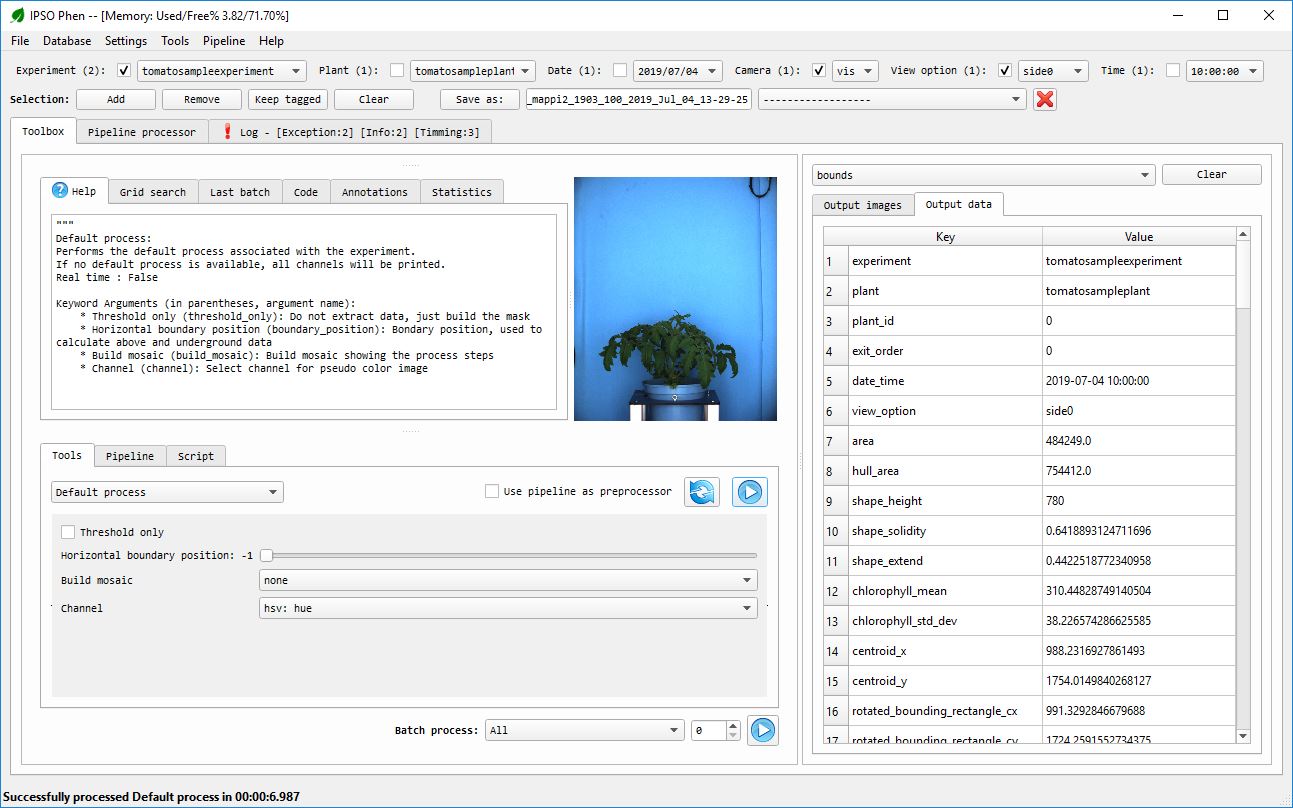 IPSO Phen -- [Memory: Used/Free% 3.82/71.70%]
File Database Settings Tools Pipeline Help
Experiment (2): tomatosampleexperiment Plant (1): tomatosampleplant Date (1): 2019/07/04 Camera (1): vis View option (1): side0 Time (1): 10:00:00
Selection: Add Remove Keep tagged Clear Save as: _mappi2_1903_100_2019_Jul_04_13-29-25 ------------------
Toolbox Pipeline processor Log - [Exception:2] [Info:2] [Timming:3]
? Help Grid search Last batch Code Annotations Statistics
"""
Default process:
Performs the default process associated with the experiment.
If no default process is available, all channels will be printed.
Real time : False
Keyword Arguments (in parentheses, argument name):
* Threshold only (threshold_only): Do not extract data, just build the mask
* Horizontal boundary position (boundary_position): Bondary position, used to
calculate above and underground data
* Build mosaic (build_mosaic): Build mosaic showing the process steps
* Channel (channel): Select channel for pseudo color image
Tools Pipeline Script
Default process Use pipeline as preprocessor
Threshold only
Horizontal boundary position: -1
Build mosaic none
Channel hsv: hue
Batch process: All 0
bounds Clear
Output images Output data
Key Value
1 experiment tomatosampleexperiment
2 plant tomatosampleplant
3 plant_id 0
4 exit_order 0
5 date_time 2019-07-04 10:00:00
6 view_option side0
7 area 484249.0
8 hull_area 754412.0
9 shape_height 780
10 shape_solidity 0.6418893124711696
11 shape_extend 0.4422518772340958
12 chlorophyll_mean 310.44828749140504
13 chlorophyll_std_dev 38.226574286625585
14 centroid_x 988.2316927861493
15 centroid_y 1754.0149840268127
16 rotated_bounding_rectangle_cx 991.3292846679688
17 rotated_bounding_rectangle_cy 1724.2591552734375
Successfully processed Default process in 00:00:6.987